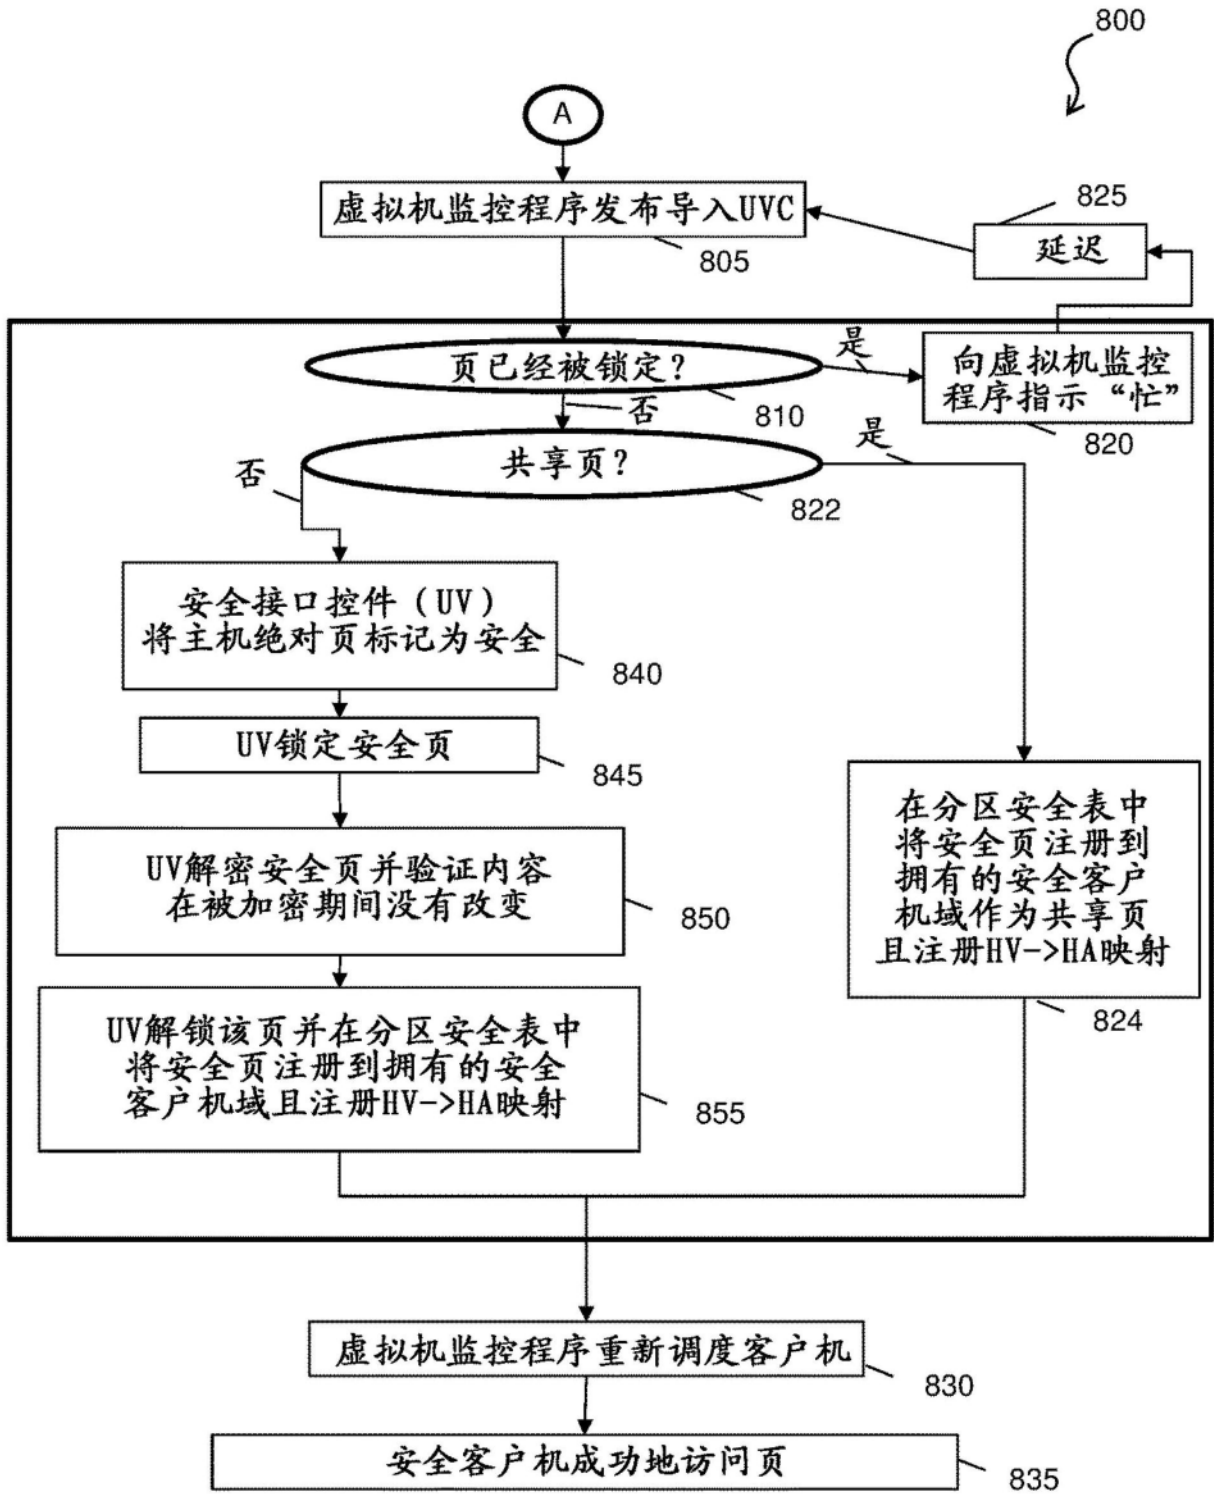 800
A
虚拟机监控程序发布导入UVC
805
825
延迟
页已经被锁定?
810
是
否
向虚拟机监控
程序指示“忙”
820
共享页?
822
是
否
安全接口控件(UV)
将主机绝对页标记为安全
840
UV锁定安全页
845
UV解密安全页并验证内容
在被加密期间没有改变
850
UV解锁该页并在分区安全表中
将安全页注册到拥有的安全
客户机域且注册HV->HA映射
855
在分区安全表中
将安全页注册到
拥有的安全客户
机域作为共享页
且注册HV->HA映射
824
虚拟机监控程序重新调度客户机
830
安全客户机成功地访问页
835